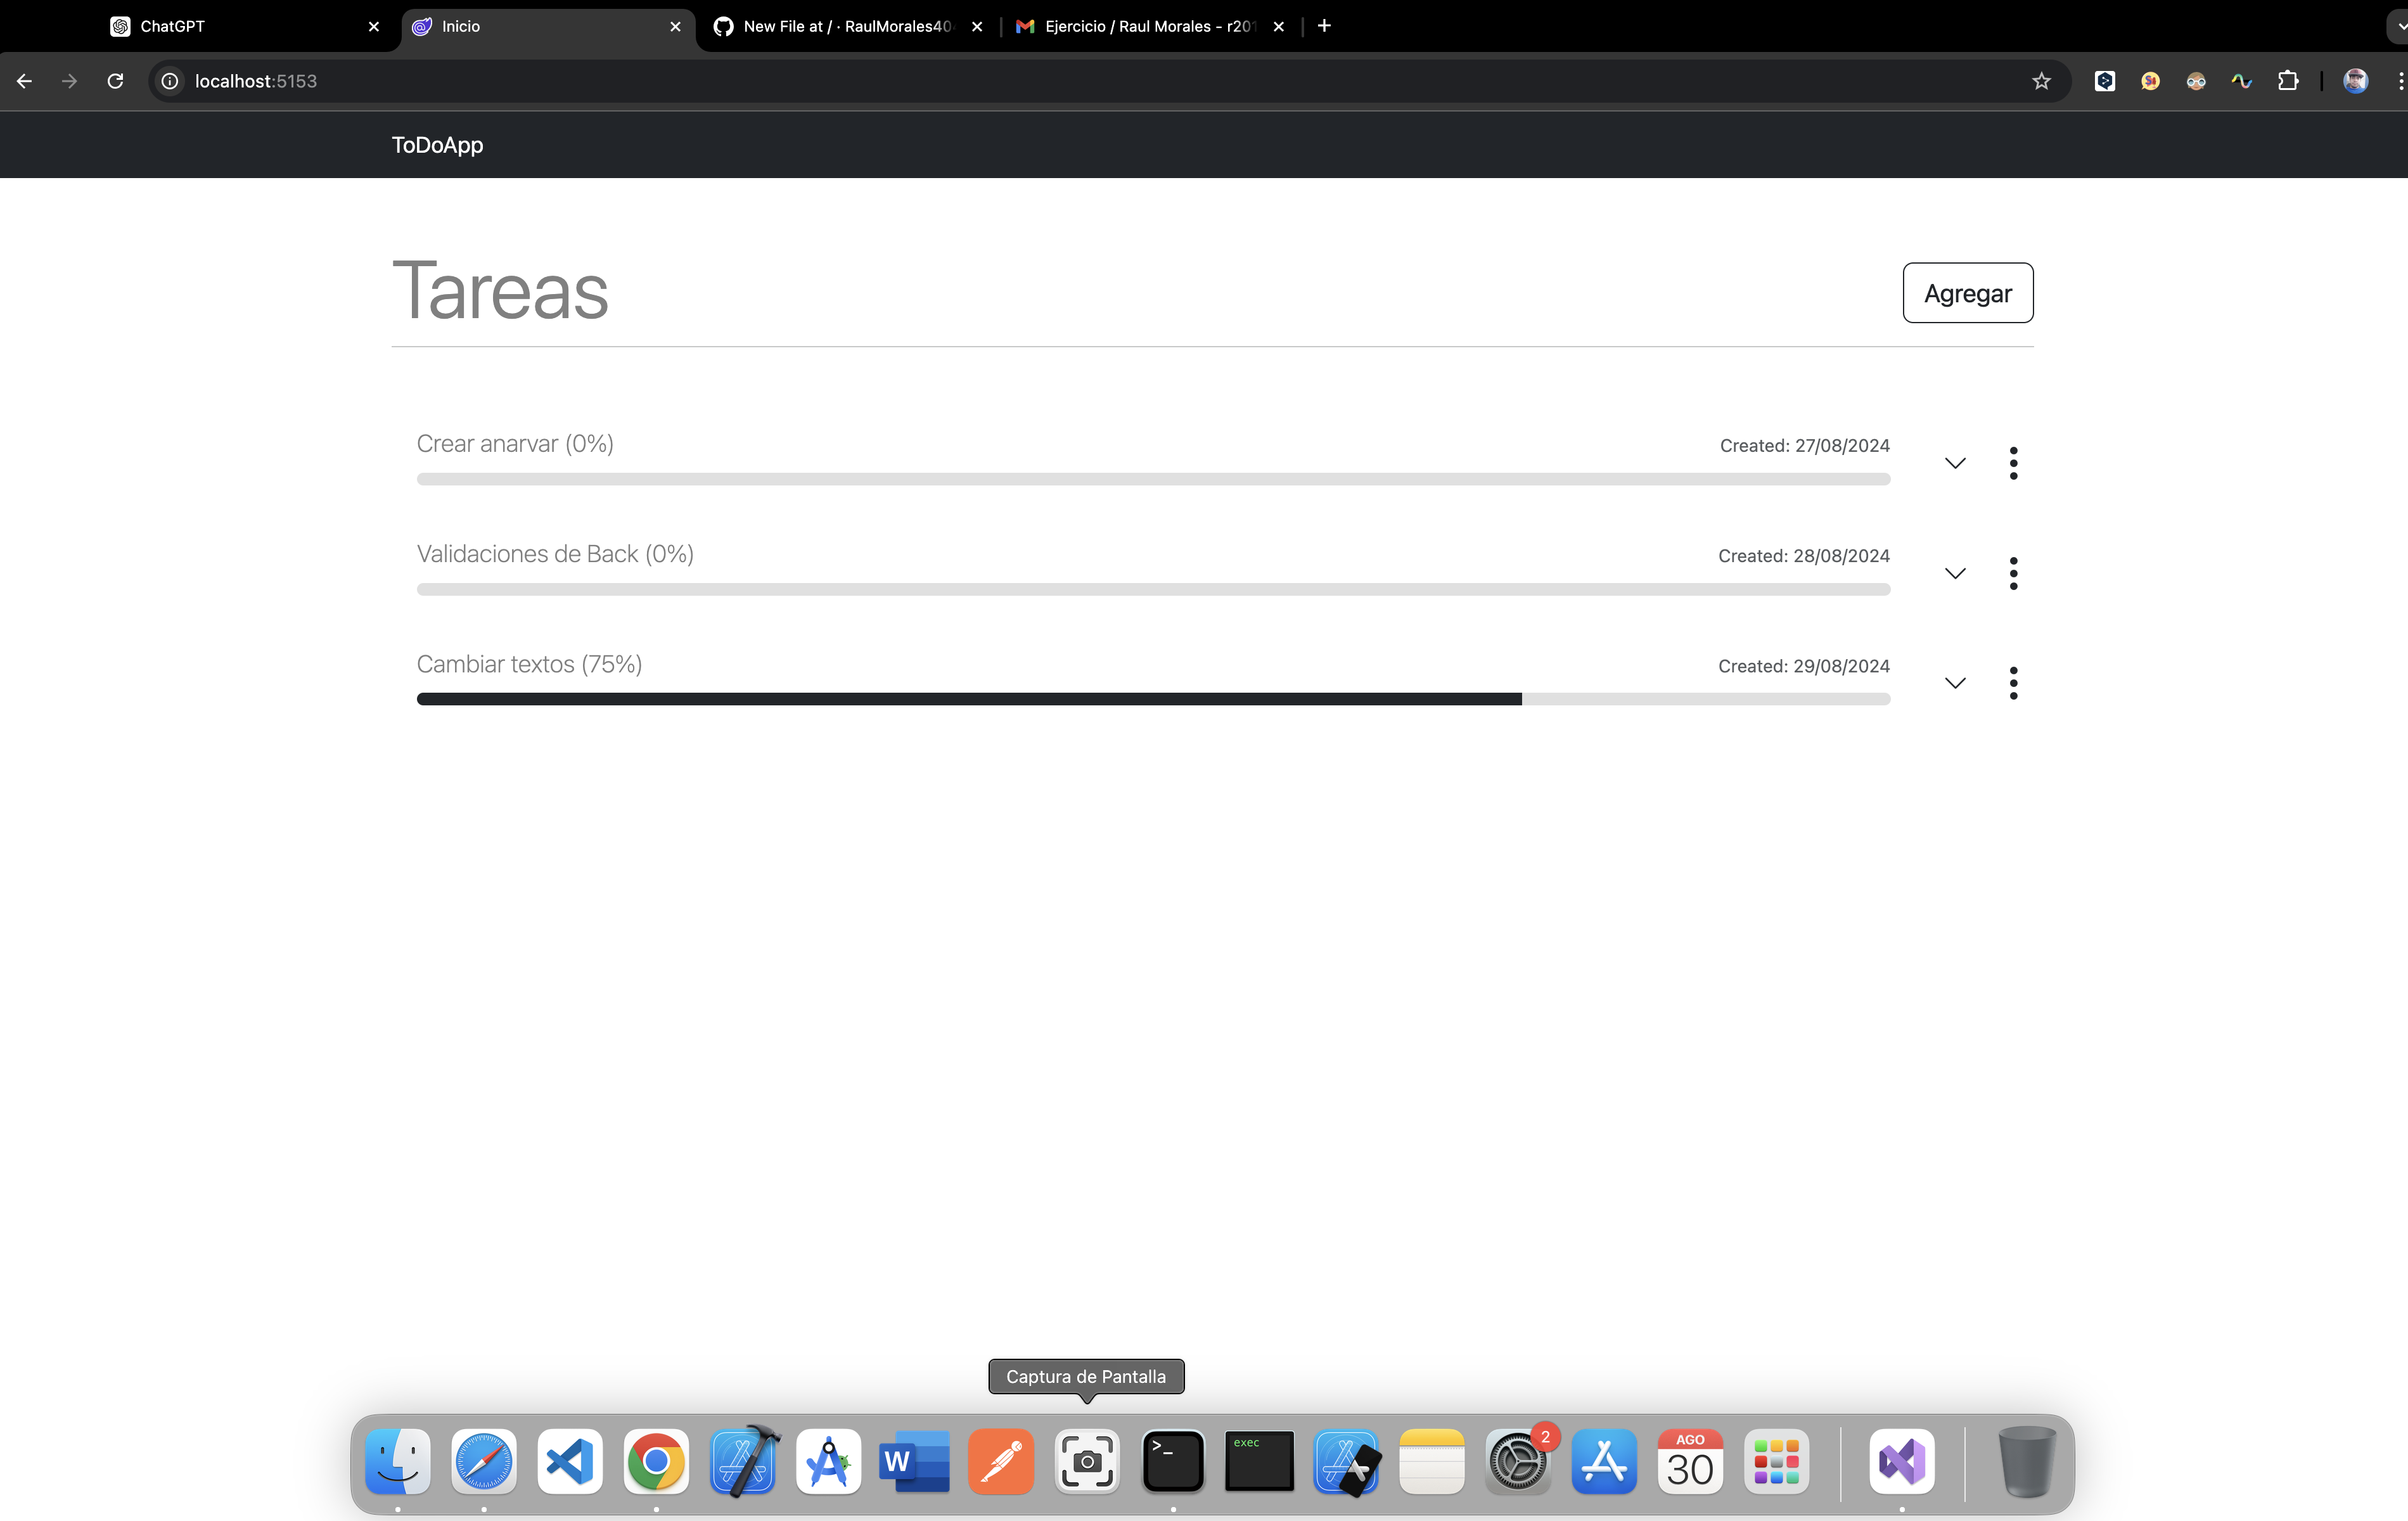 ChatGPT
Inicio
New File at / · RaulMorales40
Ejercicio / Raul Morales - r201
localhost:5153
ToDoApp
Tareas
Agregar
Crear anarvar (0%)
Created: 27/08/2024
Validaciones de Back (0%)
Created: 28/08/2024
Cambiar textos (75%)
Created: 29/08/2024
Captura de Pantalla
W
>_
exec
2
AGO
30